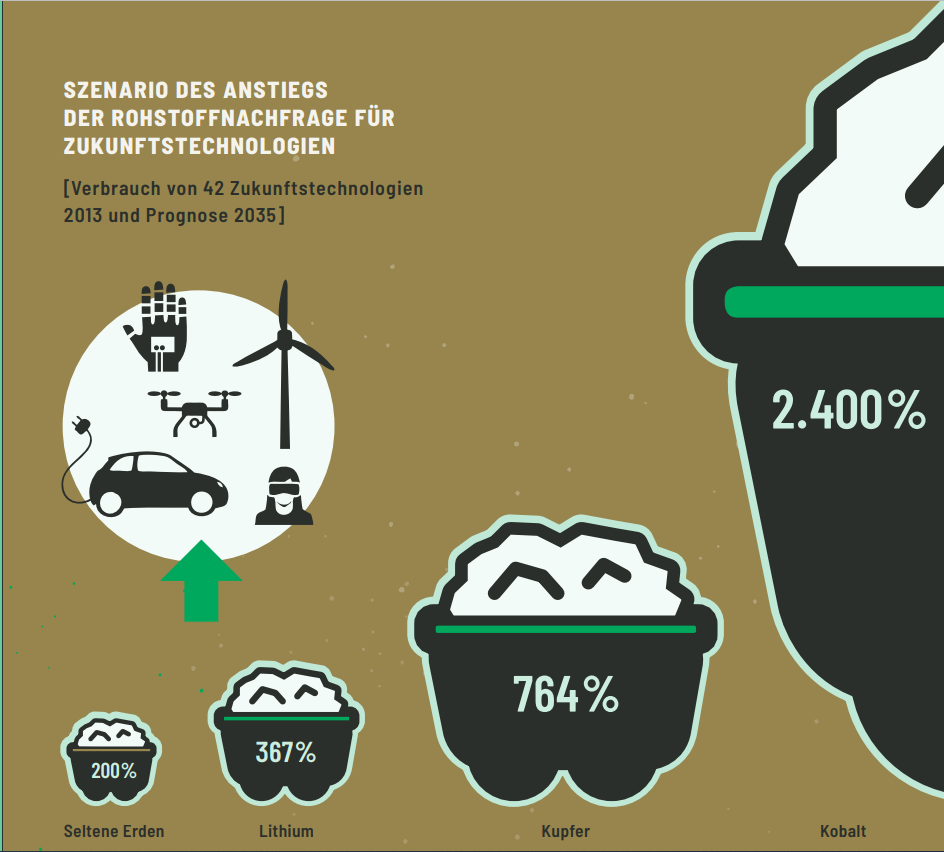 SZENARIO DES ANSTIEGS
DER ROHSTOFFNACHFRAGE FÜR
ZUKUNFTSTECHNOLOGIEN
[Verbrauch von 42 Zukunftstechnologien
2013 und Prognose 2035]
2.400%
764%
367%
200%
Seltene Erden
Lithium
Kupfer
Kobalt